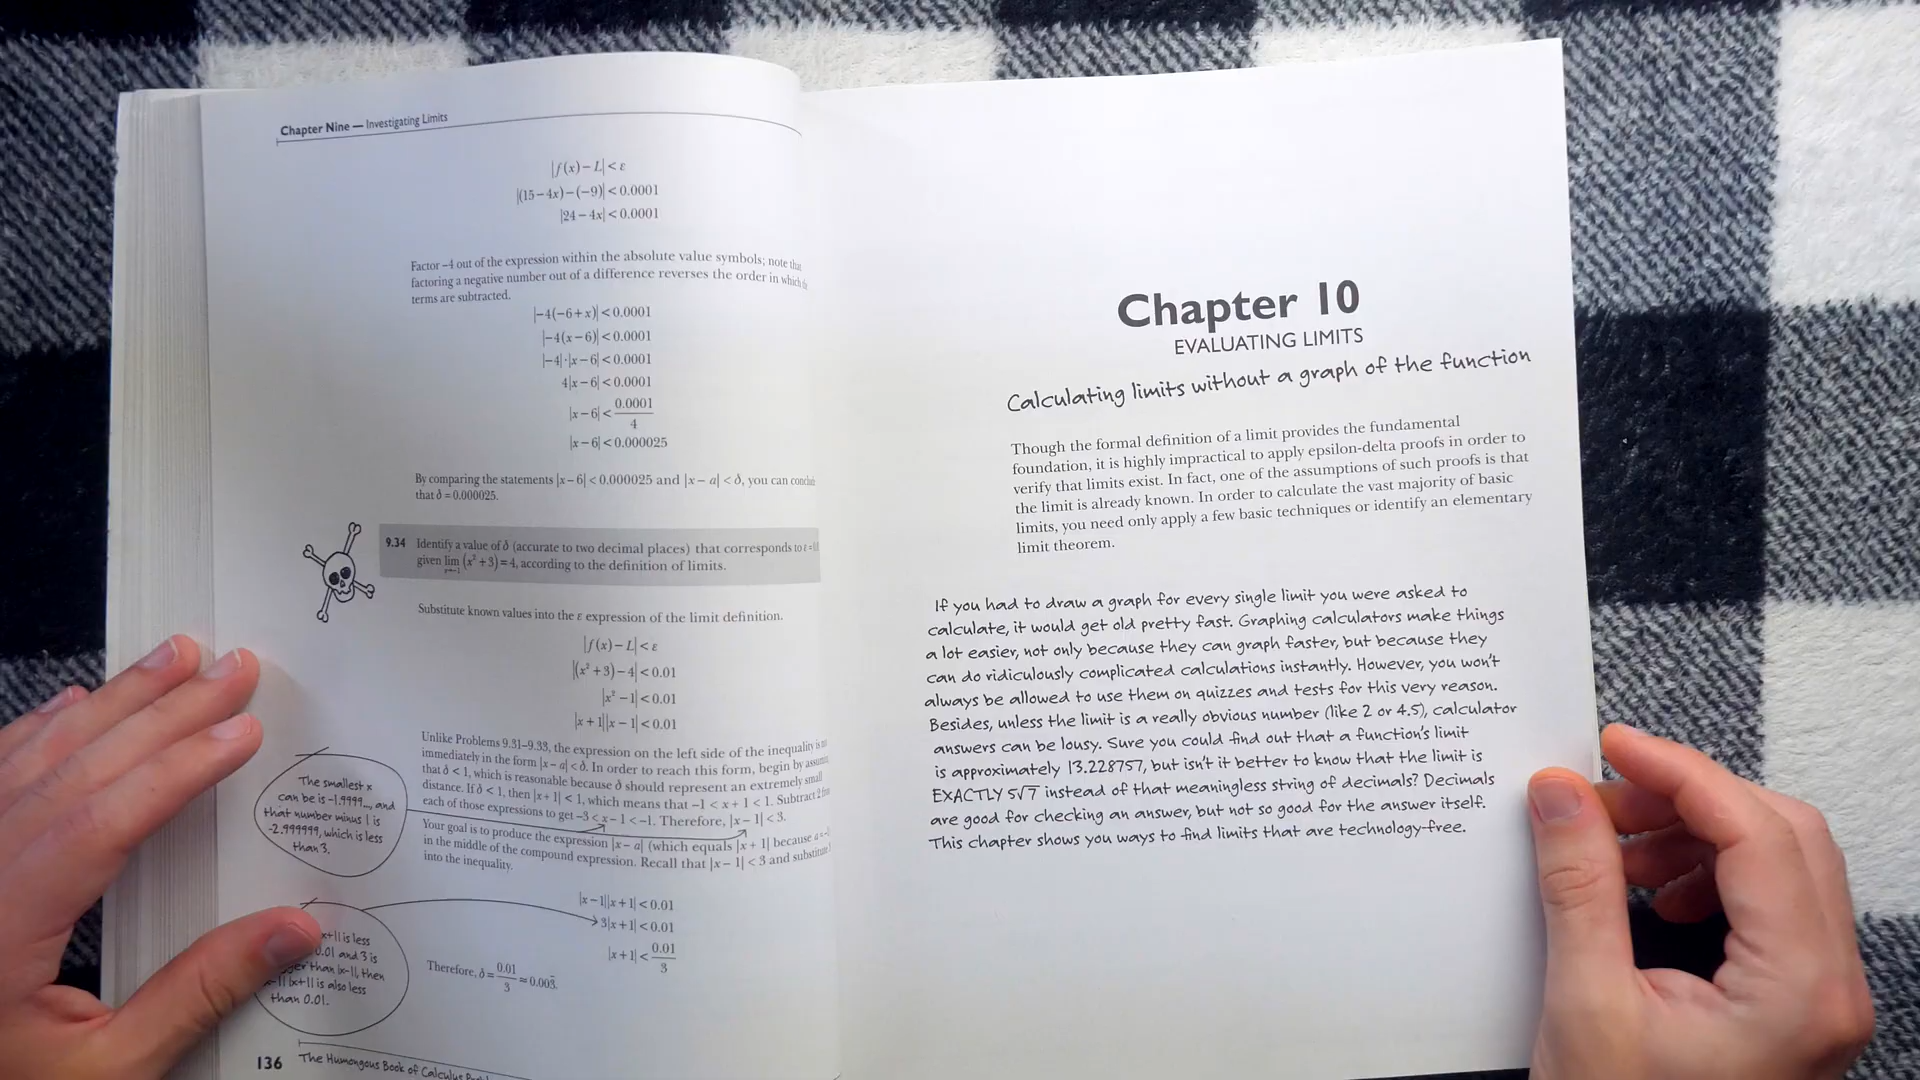 Chapter Nine — Investigating Limits
|f(x) − L| < ε
|(15 − 4x) − (−9)| < 0.0001
|24 − 4x| < 0.0001
Factor −4 out of the expression within the absolute value symbols; note that
factoring a negative number out of a difference reverses the order in which the
terms are subtracted.
|−4(−6 + x)| < 0.0001
|−4(x − 6)| < 0.0001
|−4|·|x − 6| < 0.0001
4|x − 6| < 0.0001
|x − 6| < 0.0001/4
|x − 6| < 0.000025
By comparing the statements |x − 6| < 0.000025 and |x − a| < δ, you can
that δ = 0.000025.
9.34 Identify a value of δ (accurate to two decimal places) that corresponds to ε =
given lim x→−1 (x² + 3) = 4, according to the definition of limits.
Substitute known values into the ε expression of the limit definition.
|f(x) − L| < ε
|(x² + 3) − 4| < 0.01
|x² − 1| < 0.01
|x + 1||x − 1| < 0.01
Unlike Problems 9.31–9.33, the expression on the left side of the inequality is
immediately in the form |x − a| < δ. In order to reach this form, begin by
that δ < 1, which is reasonable because δ should represent an extremely small
distance. If δ < 1, then |x + 1| < 1, which means that −1 < x + 1 < 1. Subtract 2
each of those expressions to get −3 < x − 1 < −1. Therefore, |x − 1| < 3.
Your goal is to produce the expression |x − a| (which equals |x + 1| because
in the middle of the compound expression. Recall that |x − 1| < 3 and substitute
into the inequality.
|x − 1||x + 1| < 0.01
3|x + 1| < 0.01
|x + 1| < 0.01/3
Therefore, δ = 0.01/3 = 0.003̄.
The smallest x
can be is -1.9999..., and
that number minus 1 is
-2.999999, which is less
than 3.
x+1| is less
0.01 and 3 is
than |x-1|, then
|x+1| is also less
than 0.01.
136 The Humongous Book of Calculus
Chapter 10
EVALUATING LIMITS
Calculating limits without a graph of the function
Though the formal definition of a limit provides the fundamental
foundation, it is highly impractical to apply epsilon-delta proofs in order to
verify that limits exist. In fact, one of the assumptions of such proofs is that
the limit is already known. In order to calculate the vast majority of basic
limits, you need only apply a few basic techniques or identify an elementary
limit theorem.
If you had to draw a graph for every single limit you were asked to
calculate, it would get old pretty fast. Graphing calculators make things
a lot easier, not only because they can graph faster, but because they
can do ridiculously complicated calculations instantly. However, you won't
always be allowed to use them on quizzes and tests for this very reason.
Besides, unless the limit is a really obvious number (like 2 or 4.5), calculator
answers can be lousy. Sure you could find out that a function's limit
is approximately 13.228757, but isn't it better to know that the limit is
EXACTLY 5√7 instead of that meaningless string of decimals? Decimals
are good for checking an answer, but not so good for the answer itself.
This chapter shows you ways to find limits that are technology-free.